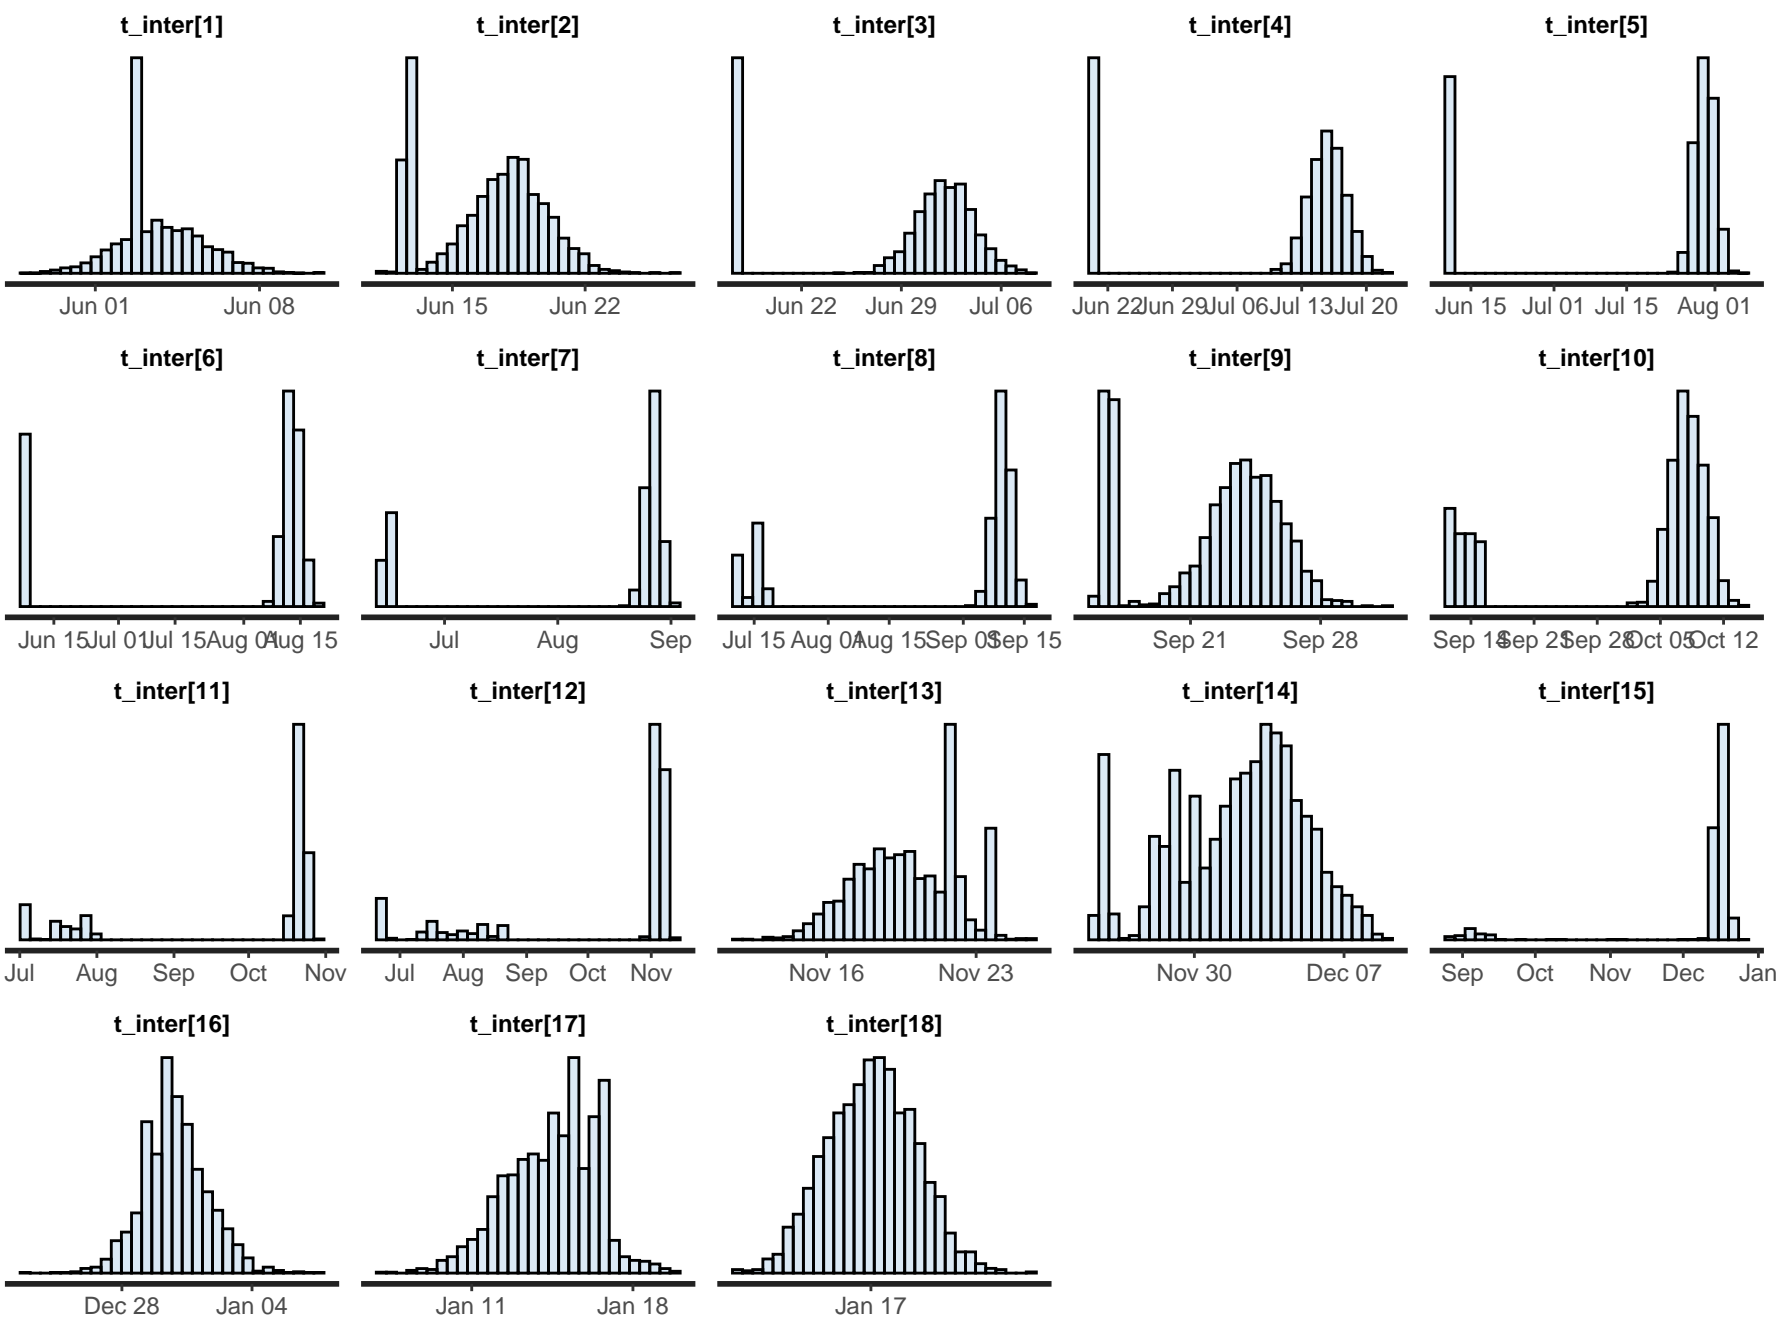 t_inter[1] t_inter[2] t_inter[3] t_inter[4] t_inter[5]
Jun 01 Jun 08 Jun 15 Jun 22 Jun 22 Jun 29 Jul 06 Jun 22 Jun 29 Jul 06 Jul 13 Jul 20 Jun 15 Jul 01 Jul 15 Aug 01
t_inter[6] t_inter[7] t_inter[8] t_inter[9] t_inter[10]
Jun 15 Jul 01 Jul 15 Aug 01 Aug 15 Jul Aug Sep Jul 15 Aug 01 Aug 15 Sep 01 Sep 15 Sep 21 Sep 28 Sep 14 Sep 21 Sep 28 Oct 05 Oct 12
t_inter[11] t_inter[12] t_inter[13] t_inter[14] t_inter[15]
Jul Aug Sep Oct Nov Jul Aug Sep Oct Nov Nov 16 Nov 23 Nov 30 Dec 07 Sep Oct Nov Dec Jan
t_inter[16] t_inter[17] t_inter[18]
Dec 28 Jan 04 Jan 11 Jan 18 Jan 17